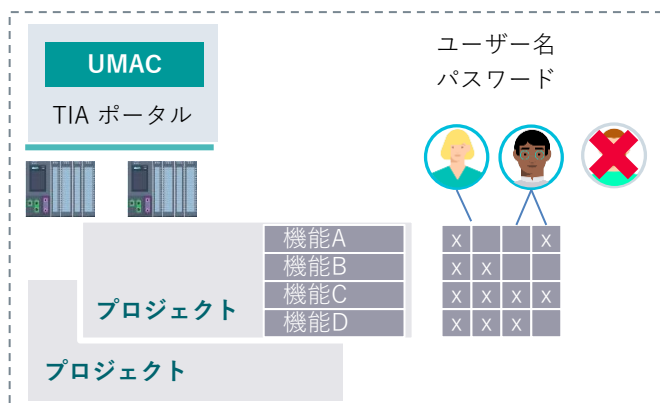 UMAC
TIA ポータル
ユーザー名
パスワード
機能A x x
機能B x x
機能C x x x x
機能D x x x
プロジェクト
プロジェクト